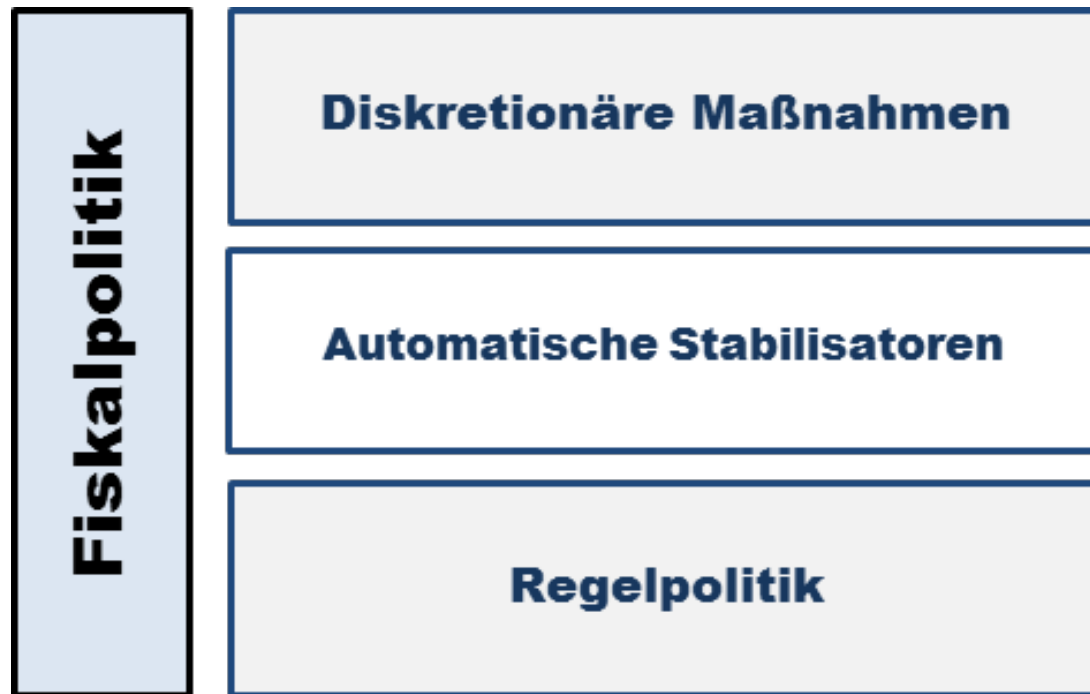 Fiskalpolitik
Diskretionäre Maßnahmen
Automatische Stabilisatoren
Regelpolitik